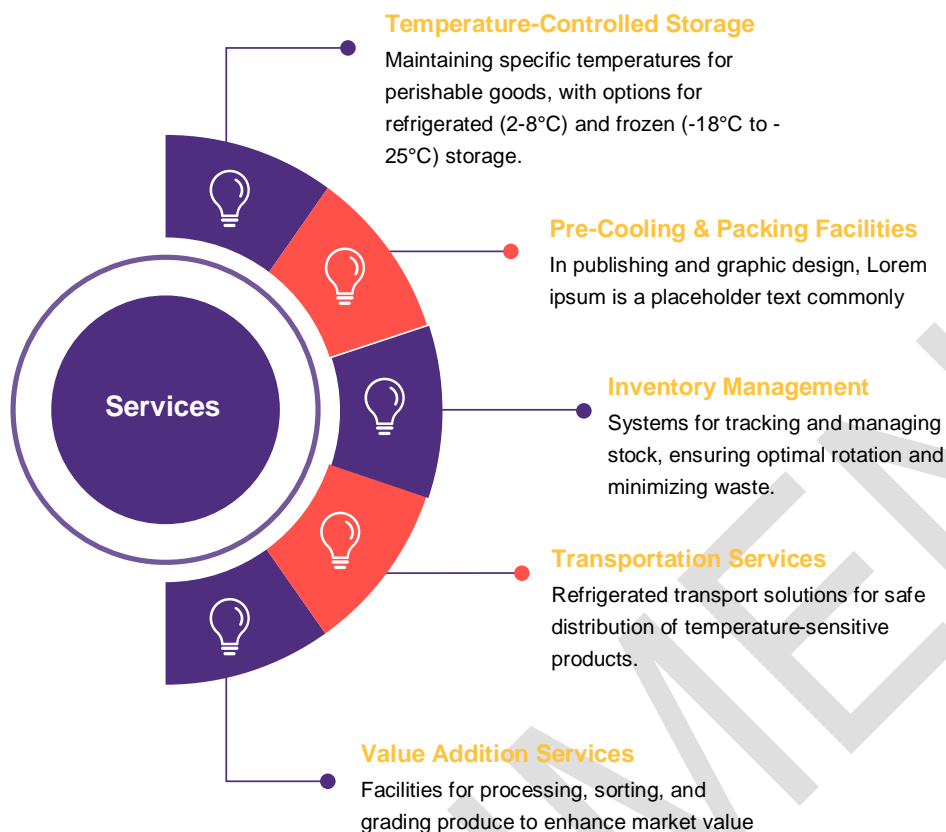 Temperature-Controlled Storage
Maintaining specific temperatures for
perishable goods, with options for
refrigerated (2-8°C) and frozen (-18°C to -
25°C) storage.
Pre-Cooling & Packing Facilities
In publishing and graphic design, Lorem
ipsum is a placeholder text commonly
Services
Inventory Management
Systems for tracking and managing
stock, ensuring optimal rotation and
minimizing waste.
Transportation Services
Refrigerated transport solutions for safe
distribution of temperature-sensitive
products.
Value Addition Services
Facilities for processing, sorting, and
grading produce to enhance market value